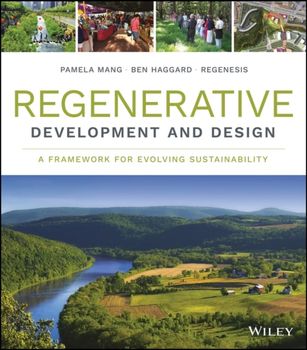 PAMELA MANG · BEN HAGGARD · REGENESIS
REGENERATIVE
DEVELOPMENT AND DESIGN
A FRAMEWORK FOR EVOLVING SUSTAINABILITY
WILEY